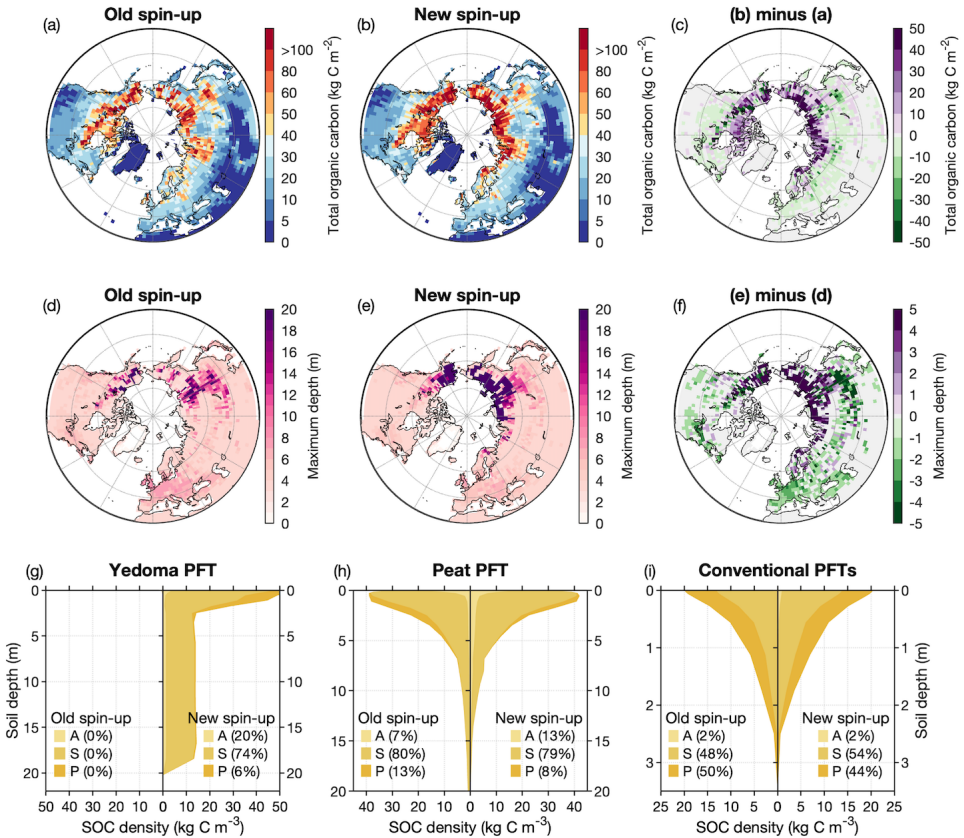 (a) Old spin-up
>100
80
60
50
40
30
20
10
5
0
Total organic carbon (kg C m−2)
(b) New spin-up
>100
80
60
50
40
30
20
10
5
0
Total organic carbon (kg C m−2)
(c) (b) minus (a)
50
40
30
20
10
0
-10
-20
-30
-40
-50
Total organic carbon (kg C m−2)
(d) Old spin-up
20
18
16
14
12
10
8
6
4
2
0
Maximum depth (m)
(e) New spin-up
20
18
16
14
12
10
8
6
4
2
0
Maximum depth (m)
(f) (e) minus (d)
5
4
3
2
1
0
-1
-2
-3
-4
-5
Maximum depth (m)
(g) Yedoma PFT
0 0
5 5
10 10
15 15
20 20
Soil depth (m)
Old spin-up New spin-up
A (0%) A (20%)
S (0%) S (74%)
P (0%) P (6%)
50 40 30 20 10 0 10 20 30 40 50
SOC density (kg C m−3)
(h) Peat PFT
0 0
5 5
10 10
15 15
20 20
Old spin-up New spin-up
A (7%) A (13%)
S (80%) S (79%)
P (13%) P (8%)
40 30 20 10 0 10 20 30 40
SOC density (kg C m−3)
(i) Conventional PFTs
0 0
1 1
2 2
3 3
Soil depth (m)
Old spin-up New spin-up
A (2%) A (2%)
S (48%) S (54%)
P (50%) P (44%)
25 20 15 10 5 0 5 10 15 20 25
SOC density (kg C m−3)